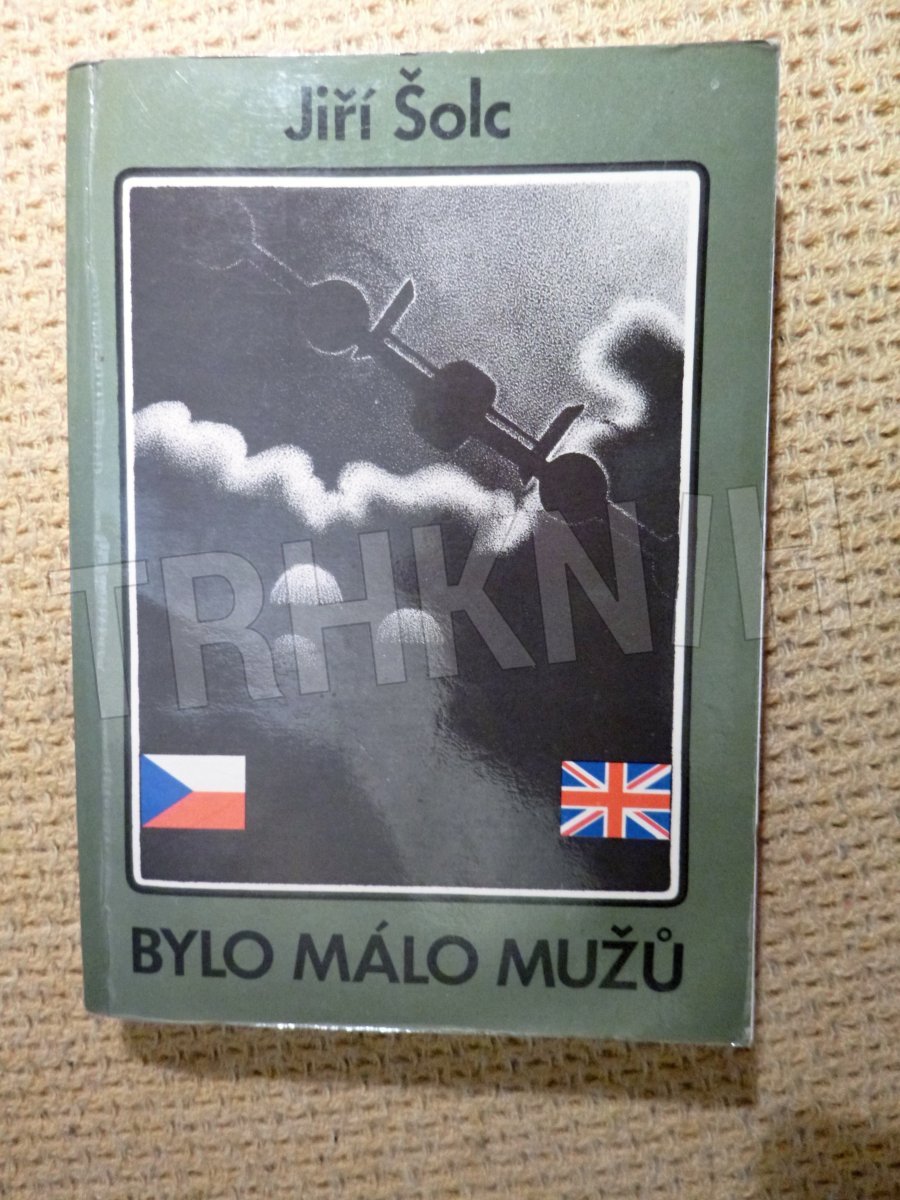 Jiří Šolc
TRHKNIH
BYLO MÁLO MUŽŮ